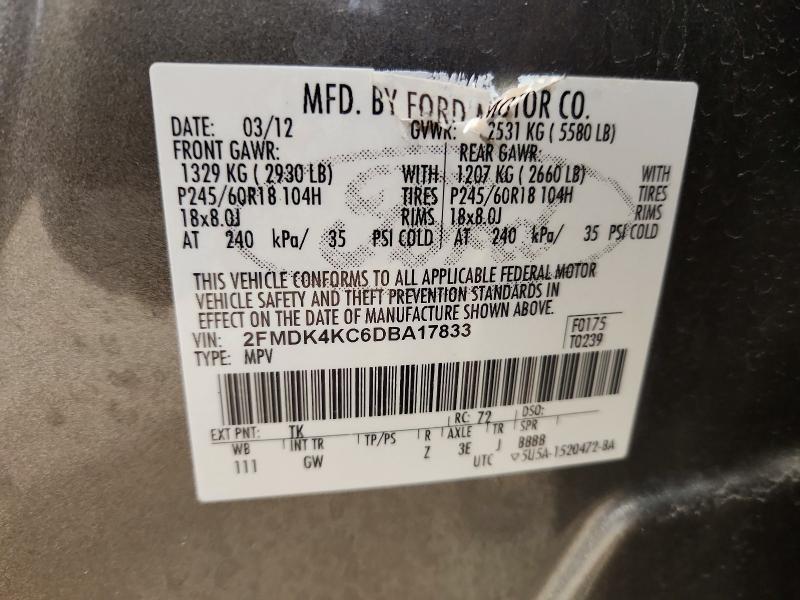 MFD. BY FORD MOTOR CO.
DATE: 03/12 GVWR: 2531 KG ( 5580 LB)
FRONT GAWR: REAR GAWR:
1329 KG ( 2930 LB) WITH 1207 KG ( 2660 LB) WITH
P245/60R18 104H TIRES P245/60R18 104H TIRES
18x8.0J RIMS 18x8.0J RIMS
AT 240 kPa/ 35 PSI COLD AT 240 kPa/ 35 PSI COLD
THIS VEHICLE CONFORMS TO ALL APPLICABLE FEDERAL MOTOR
VEHICLE SAFETY AND THEFT PREVENTION STANDARDS IN
EFFECT ON THE DATE OF MANUFACTURE SHOWN ABOVE.
VIN: 2FMDK4KC6DBA17833 F0175
TYPE: MPV T0239
EXT PNT: TK RC: 72 DSO:
WB INT TR TP/PS R AXLE TR SPR
111 GW Z 3E J BBBB
UTC ▽5U5A-1520472-BA